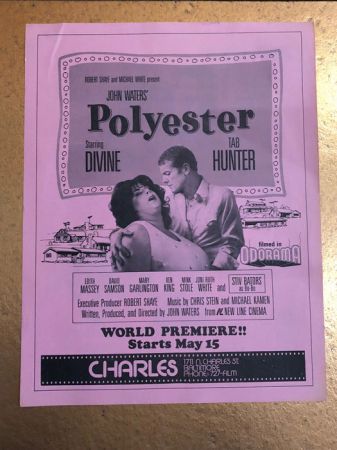 ROBERT SHAYE AND MICHAEL WHITE present
JOHN WATERS'
Polyester
Starring
DIVINE
TAB
HUNTER
filmed in
ODORAMA
EDITH MASSEY
DAVID SAMSON
MARY GARLINGTON
KEN KING
MINK STOLE
JONI RUTH WHITE
and
STIV BATORS
as Bo-Bo
Executive Producer ROBERT SHAYE Music by CHRIS STEIN and MICHAEL KAMEN
Written, Produced, and Directed by JOHN WATERS from NEW LINE CINEMA
WORLD PREMIERE!!
Starts May 15
CHARLES
1711 N. CHARLES ST.
BALTIMORE
PHONE: 727-FILM